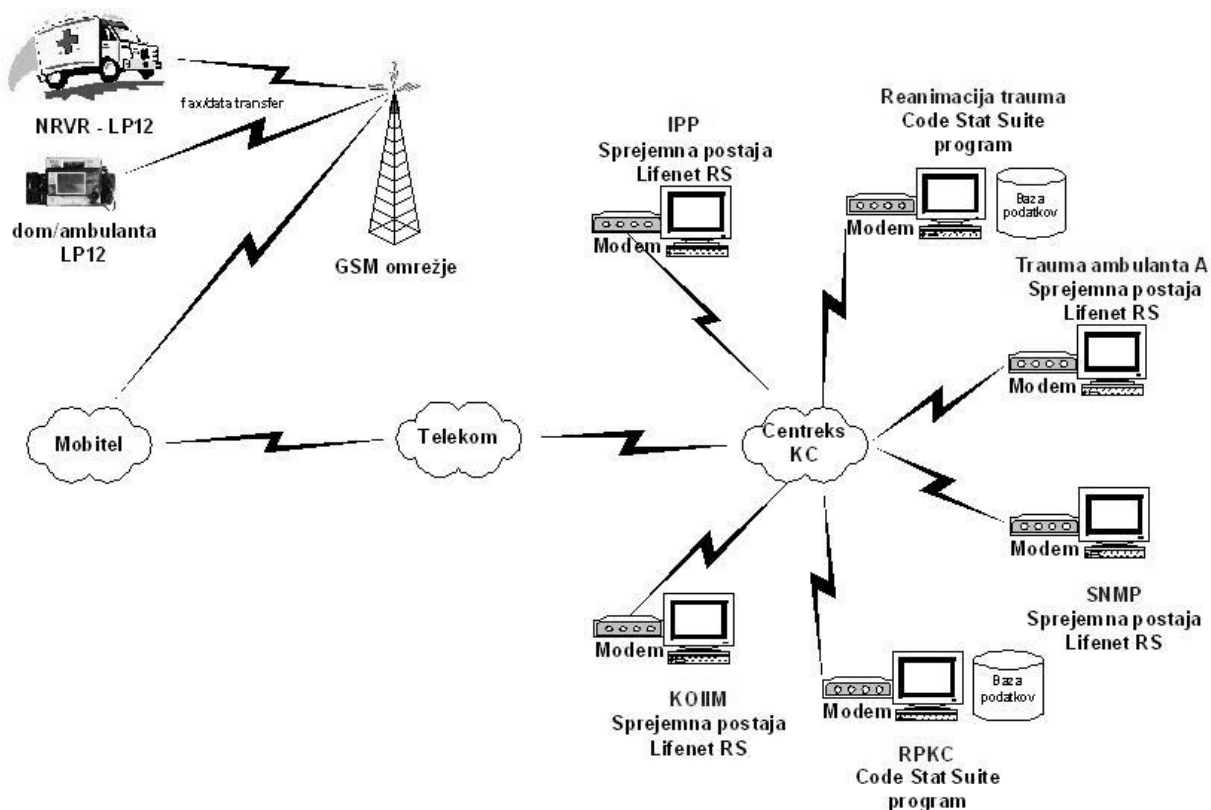 NRVR - LP12
fax/data transfer
dom/ambulanta
LP12
GSM omrežje
Mobitel
Telekom
Centreks
KC
IPP
Sprejemna postaja
Lifenet RS
Modem
Reanimacija trauma
Code Stat Suite
program
Modem
Baza
podatkov
Trauma ambulanta A
Sprejemna postaja
Lifenet RS
Modem
Modem
SNMP
Sprejemna postaja
Lifenet RS
Modem
KOIIM
Sprejemna postaja
Lifenet RS
Modem
Baza
podatkov
RPKC
Code Stat Suite
program